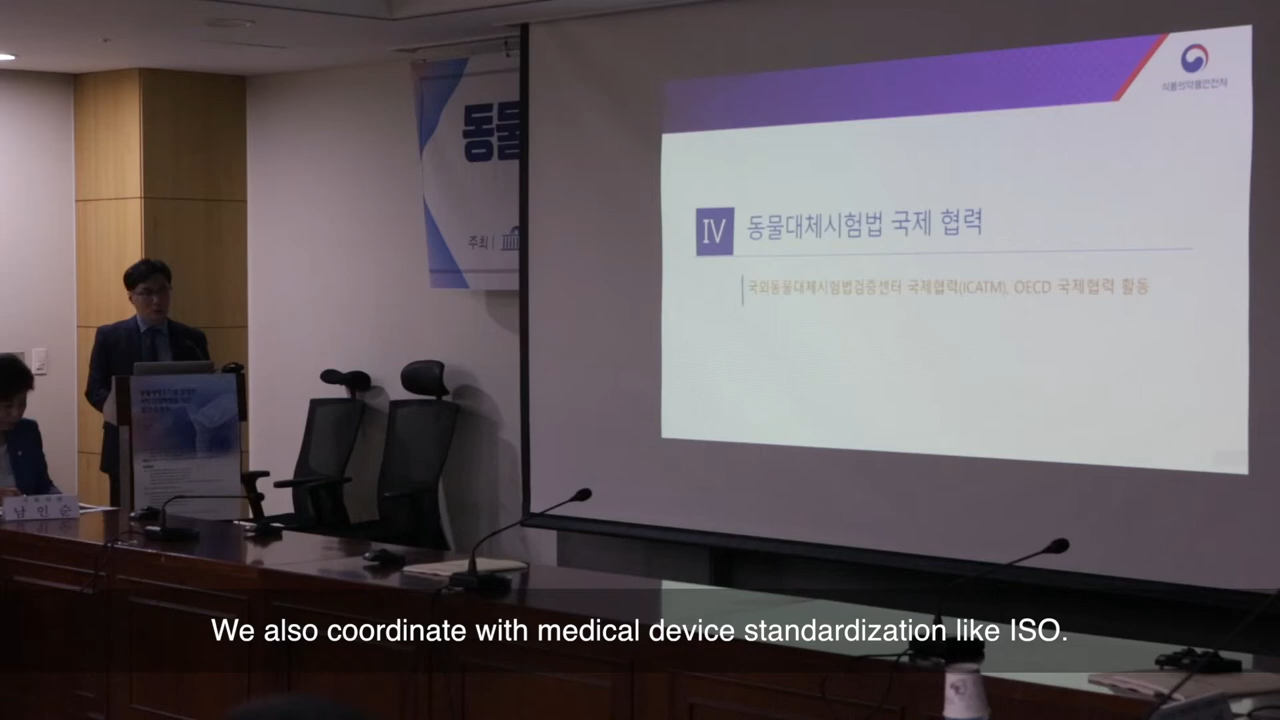 동물
주최 |
식품의약품안전처
IV 동물대체시험법 국제 협력
국외동물대체시험법검증센터 국제협력(ICATM), OECD 국제협력 활동
남 인 순
We also coordinate with medical device standardization like ISO.